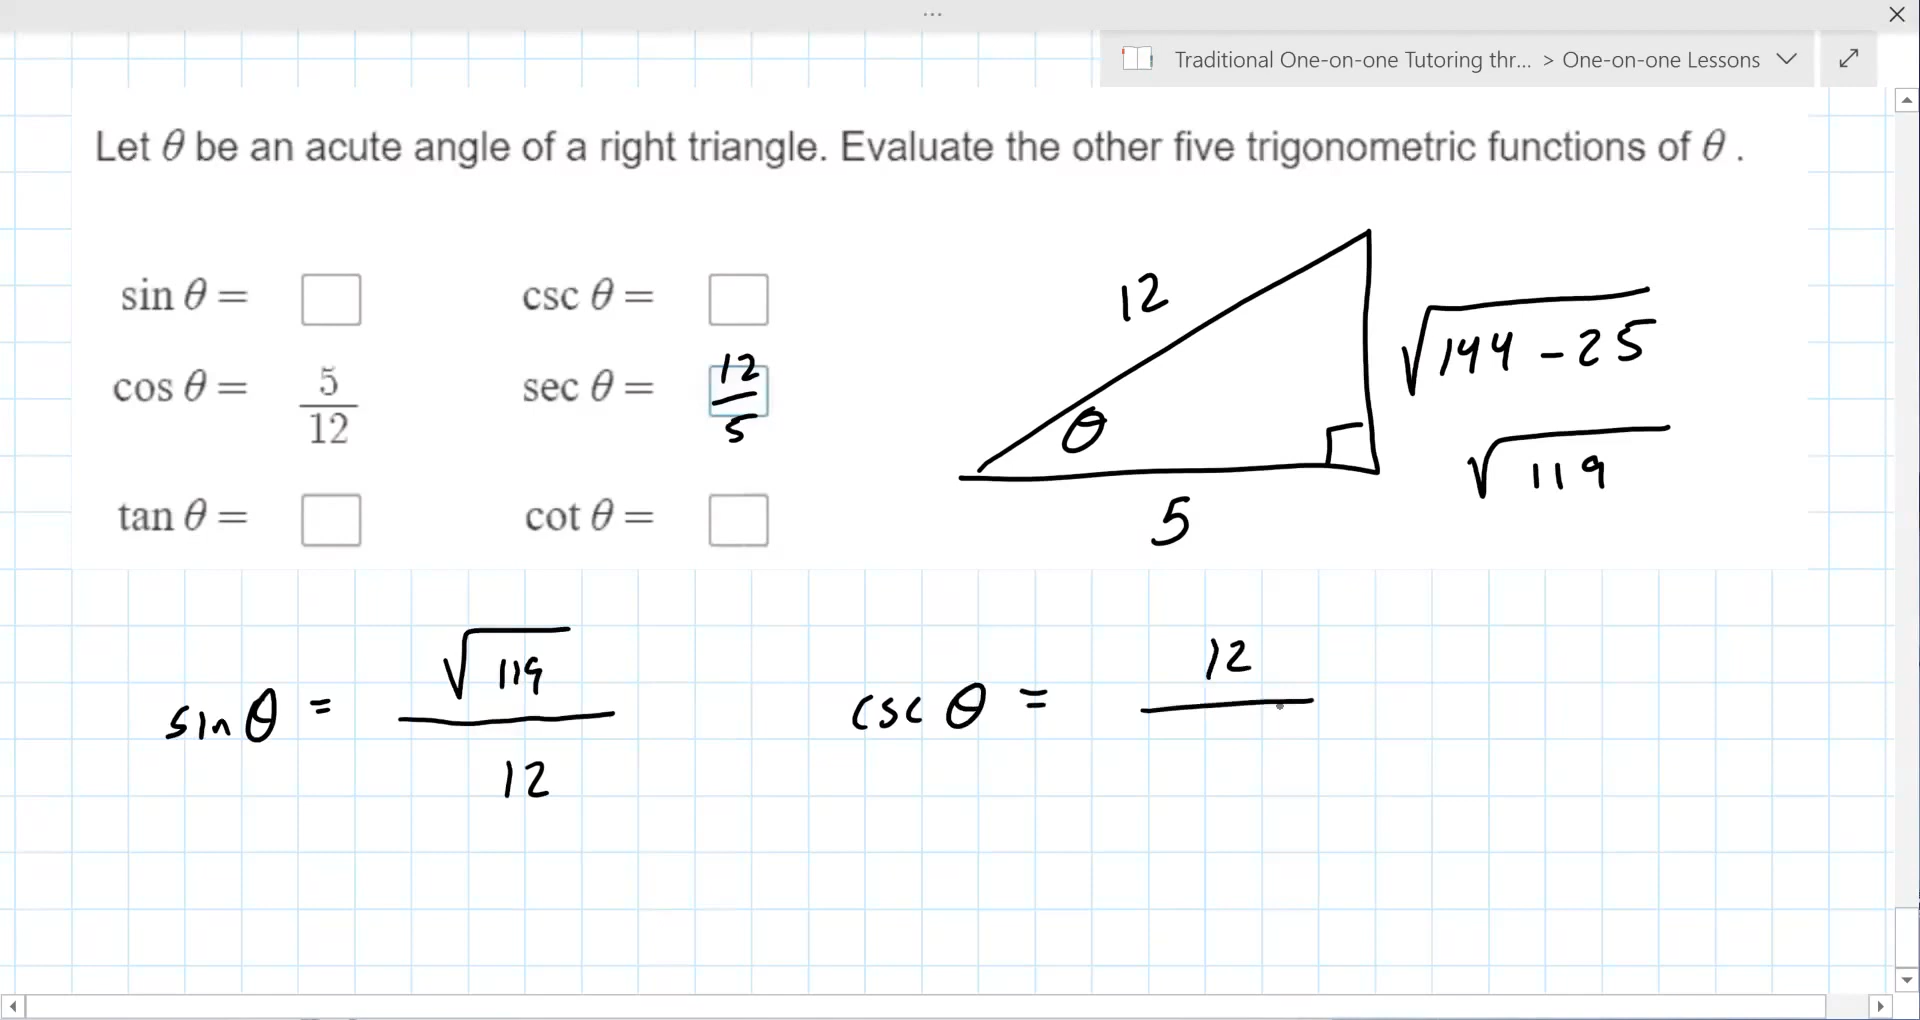 ...
Traditional One-on-one Tutoring thr... > One-on-one Lessons
Let θ be an acute angle of a right triangle. Evaluate the other five trigonometric functions of θ .
sin θ =
csc θ =
cos θ = 5/12
sec θ = 12/5
tan θ =
cot θ =
12
θ
5
√144 - 25
√119
sin θ = √119/12
csc θ = 12